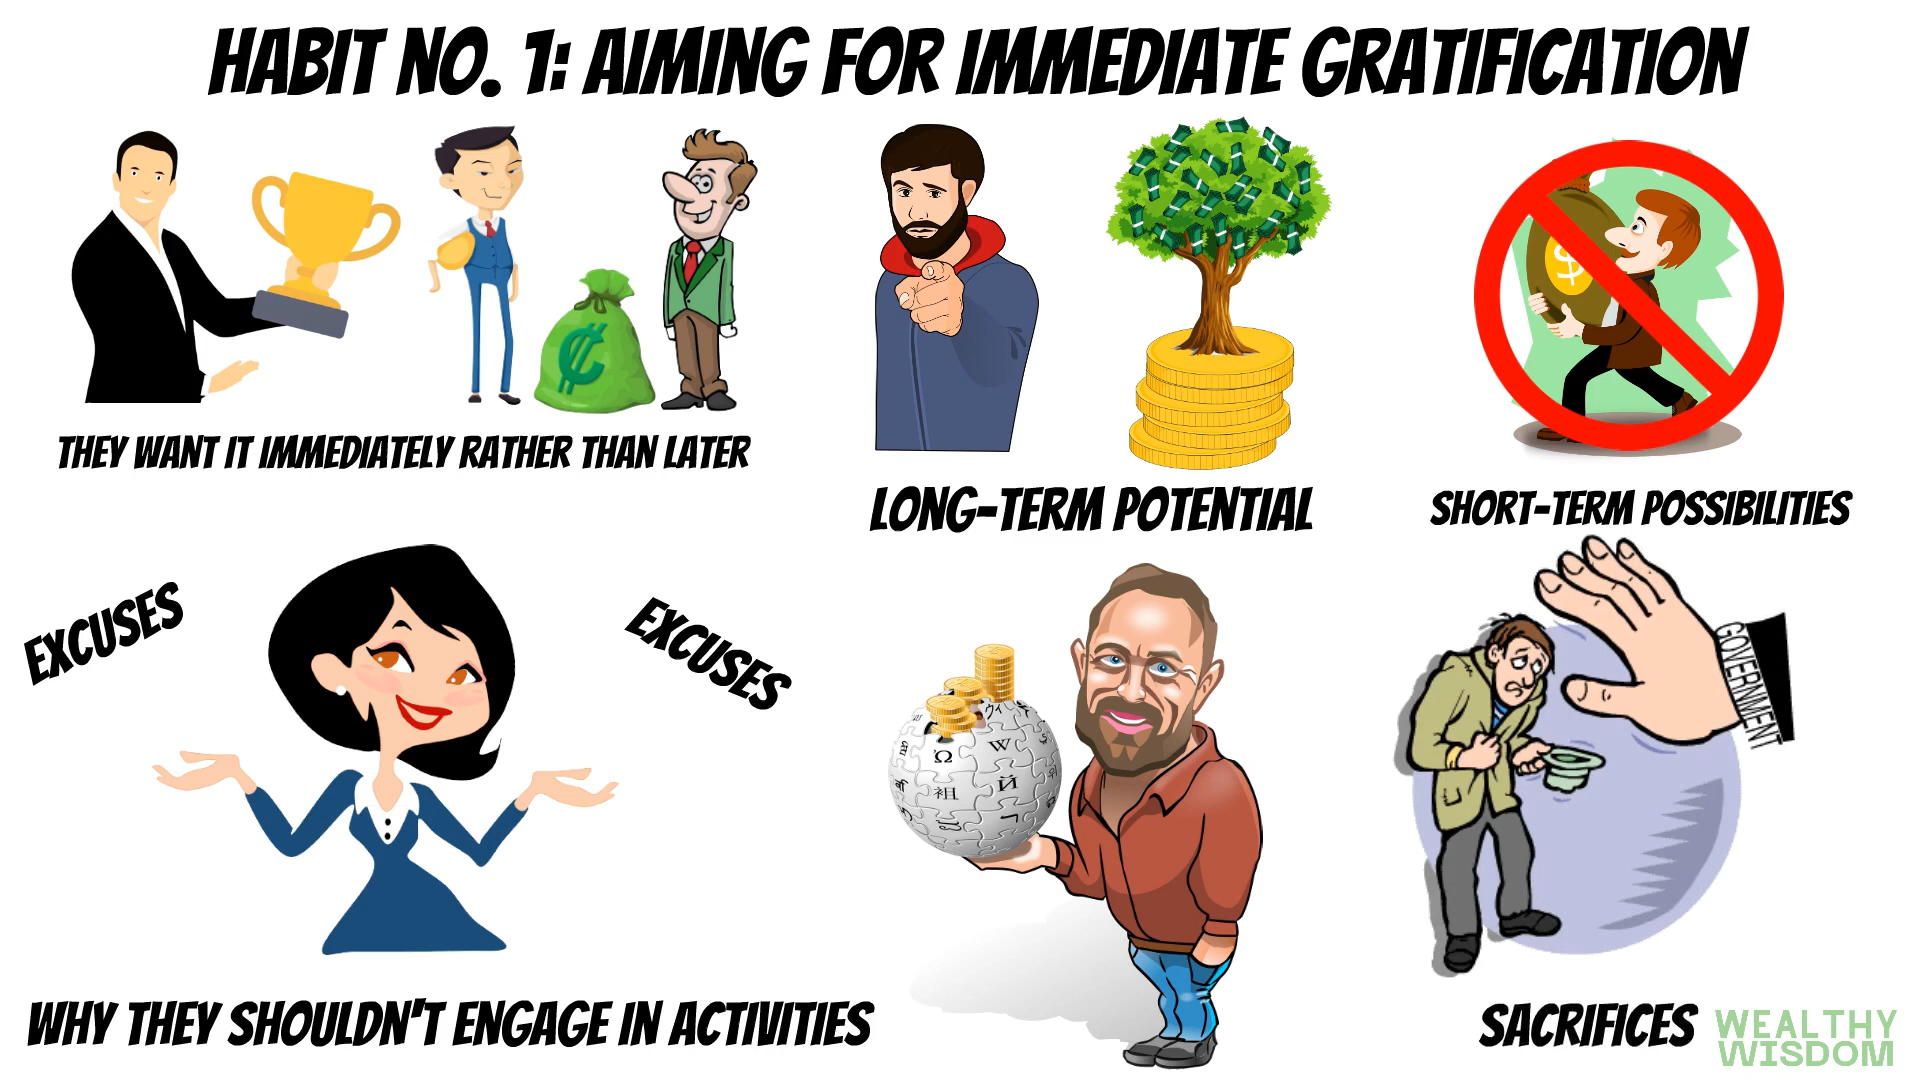 HABIT NO. 1: AIMING FOR IMMEDIATE GRATIFICATION
THEY WANT IT IMMEDIATELY RATHER THAN LATER
LONG-TERM POTENTIAL
SHORT-TERM POSSIBILITIES
EXCUSES
EXCUSES
Ω
W
祖
Й
GOVERNMENT
WHY THEY SHOULDN'T ENGAGE IN ACTIVITIES
SACRIFICES
WEALTHY
WISDOM